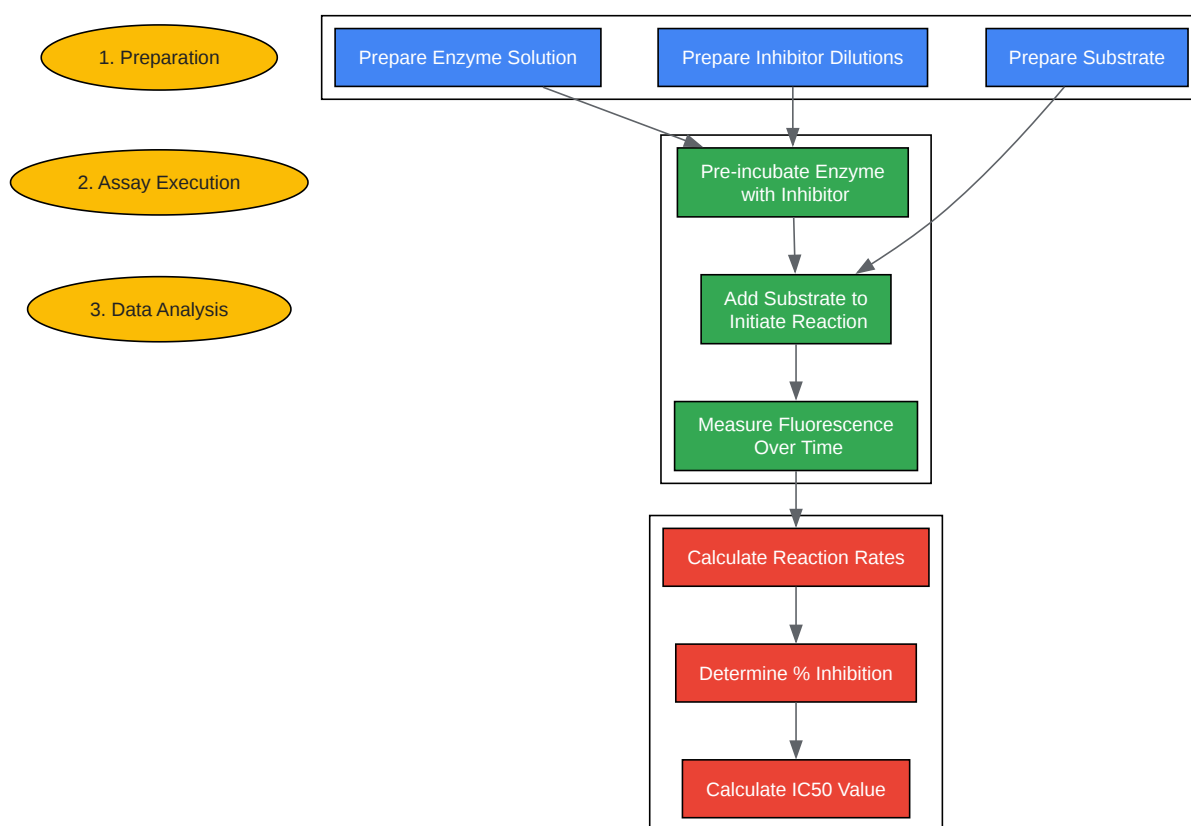 1. Preparation
Prepare Enzyme Solution
Prepare Inhibitor Dilutions
Prepare Substrate
2. Assay Execution
Pre-incubate Enzyme
with Inhibitor
3. Data Analysis
Add Substrate to
Initiate Reaction
Measure Fluorescence
Over Time
Calculate Reaction Rates
Determine % Inhibition
Calculate IC50 Value